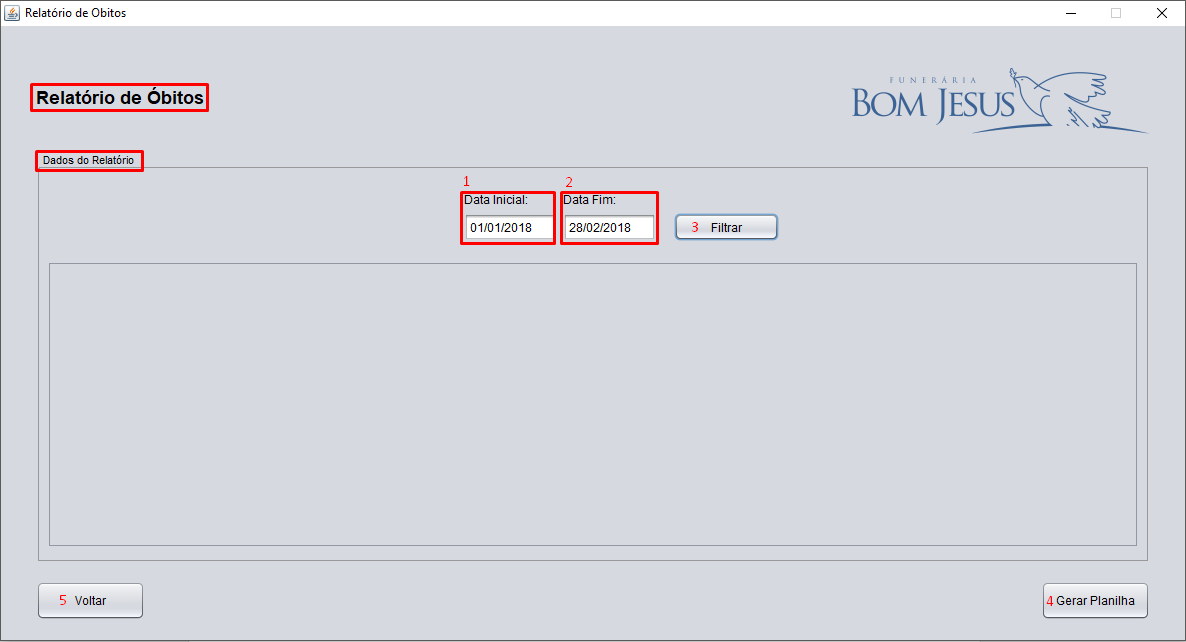 Relatório de Obitos
FUNERÁRIA
BOM JESUS
Relatório de Óbitos
Dados do Relatório
1 2
Data Inicial: Data Fim:
01/01/2018 28/02/2018 3 Filtrar
5 Voltar 4 Gerar Planilha